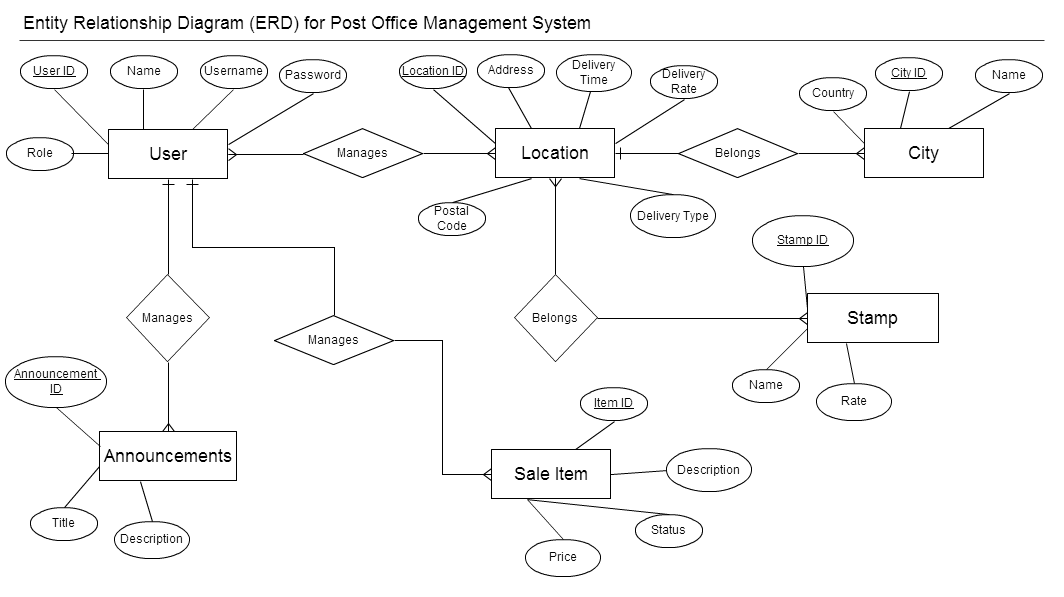 Entity Relationship Diagram (ERD) for Post Office Management System
User ID
Name
Username
Password
Location ID
Address
Delivery
Time
Delivery
Rate
Country
City ID
Name
Role
User
Manages
Location
Belongs
City
Postal
Code
Delivery Type
Stamp ID
Manages
Manages
Belongs
Stamp
Name
Rate
Announcement
ID
Announcements
Title
Description
Item ID
Sale Item
Description
Status
Price